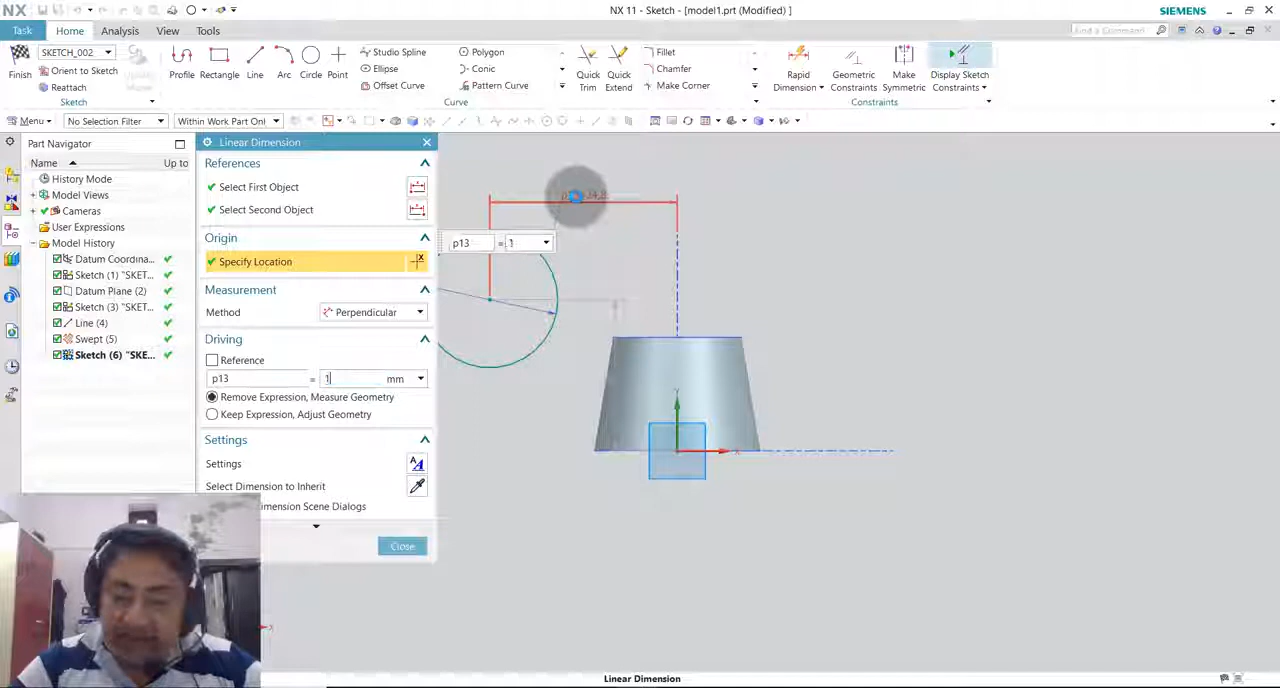 NX
NX 11 - Sketch - [model1.prt (Modified) ]
SIEMENS
Task Home Analysis View Tools
Find a Command
SKETCH_002
Finish
Orient to Sketch
Reattach
Sketch
Profile Rectangle Line Arc Circle Point
Studio Spline
Ellipse
Offset Curve
Polygon
Conic
Pattern Curve
Curve
Quick Trim
Quick Extend
Fillet
Chamfer
Make Corner
Rapid Dimension
Geometric Constraints
Make Symmetric
Display Sketch Constraints
Constraints
Menu No Selection Filter Within Work Part On
Part Navigator
Name Up to
History Mode
Model Views
Cameras
User Expressions
Model History
Datum Coordina...
Sketch (1) "SKET...
Datum Plane (2)
Sketch (3) "SKET...
Line (4)
Swept (5)
Sketch (6) "SKE...
Linear Dimension
References
Select First Object
Select Second Object
Origin
Specify Location
Measurement
Method Perpendicular
Driving
Reference
p13 = 1 mm
Remove Expression, Measure Geometry
Keep Expression, Adjust Geometry
Settings
Settings
Select Dimension to Inherit
imension Scene Dialogs
Close
p13 = 1
Y
X
X
Linear Dimension